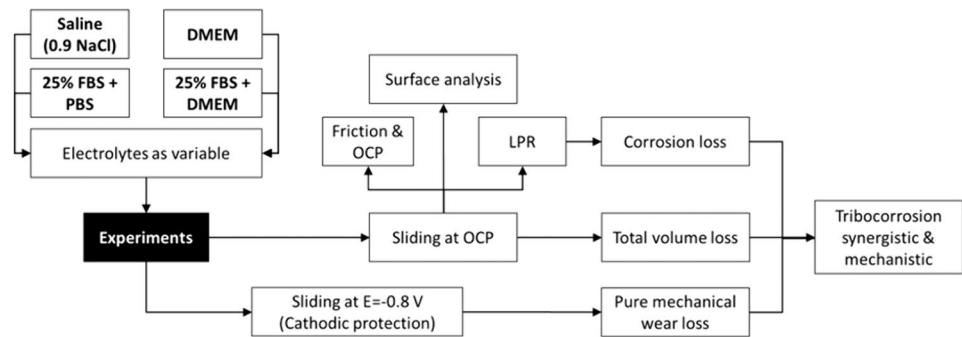 Saline
(0.9 NaCl)
DMEM
25% FBS +
PBS
25% FBS +
DMEM
Electrolytes as variable
Surface analysis
Friction &
OCP
LPR
Corrosion loss
Experiments
Sliding at OCP
Total volume loss
Tribocorrosion
synergistic &
mechanistic
Sliding at E=-0.8 V
(Cathodic protection)
Pure mechanical
wear loss